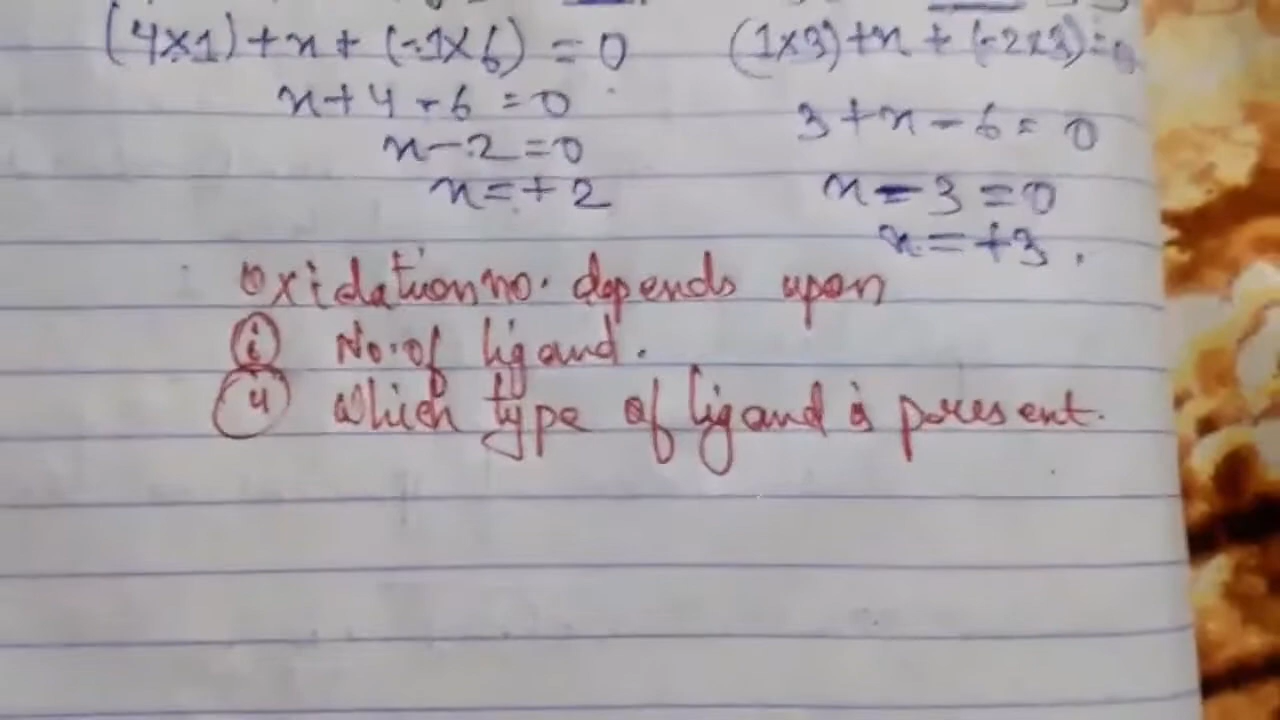 (4×1)+x+(-1×6) = 0
x+4-6 = 0
x-2 = 0
x = +2
(1×3)+x+(-2×3) = 0
3+x-6 = 0
x-3 = 0
x = +3.
Oxidation no. depends upon
(i) No. of ligand.
(ii) Which type of ligand is present.